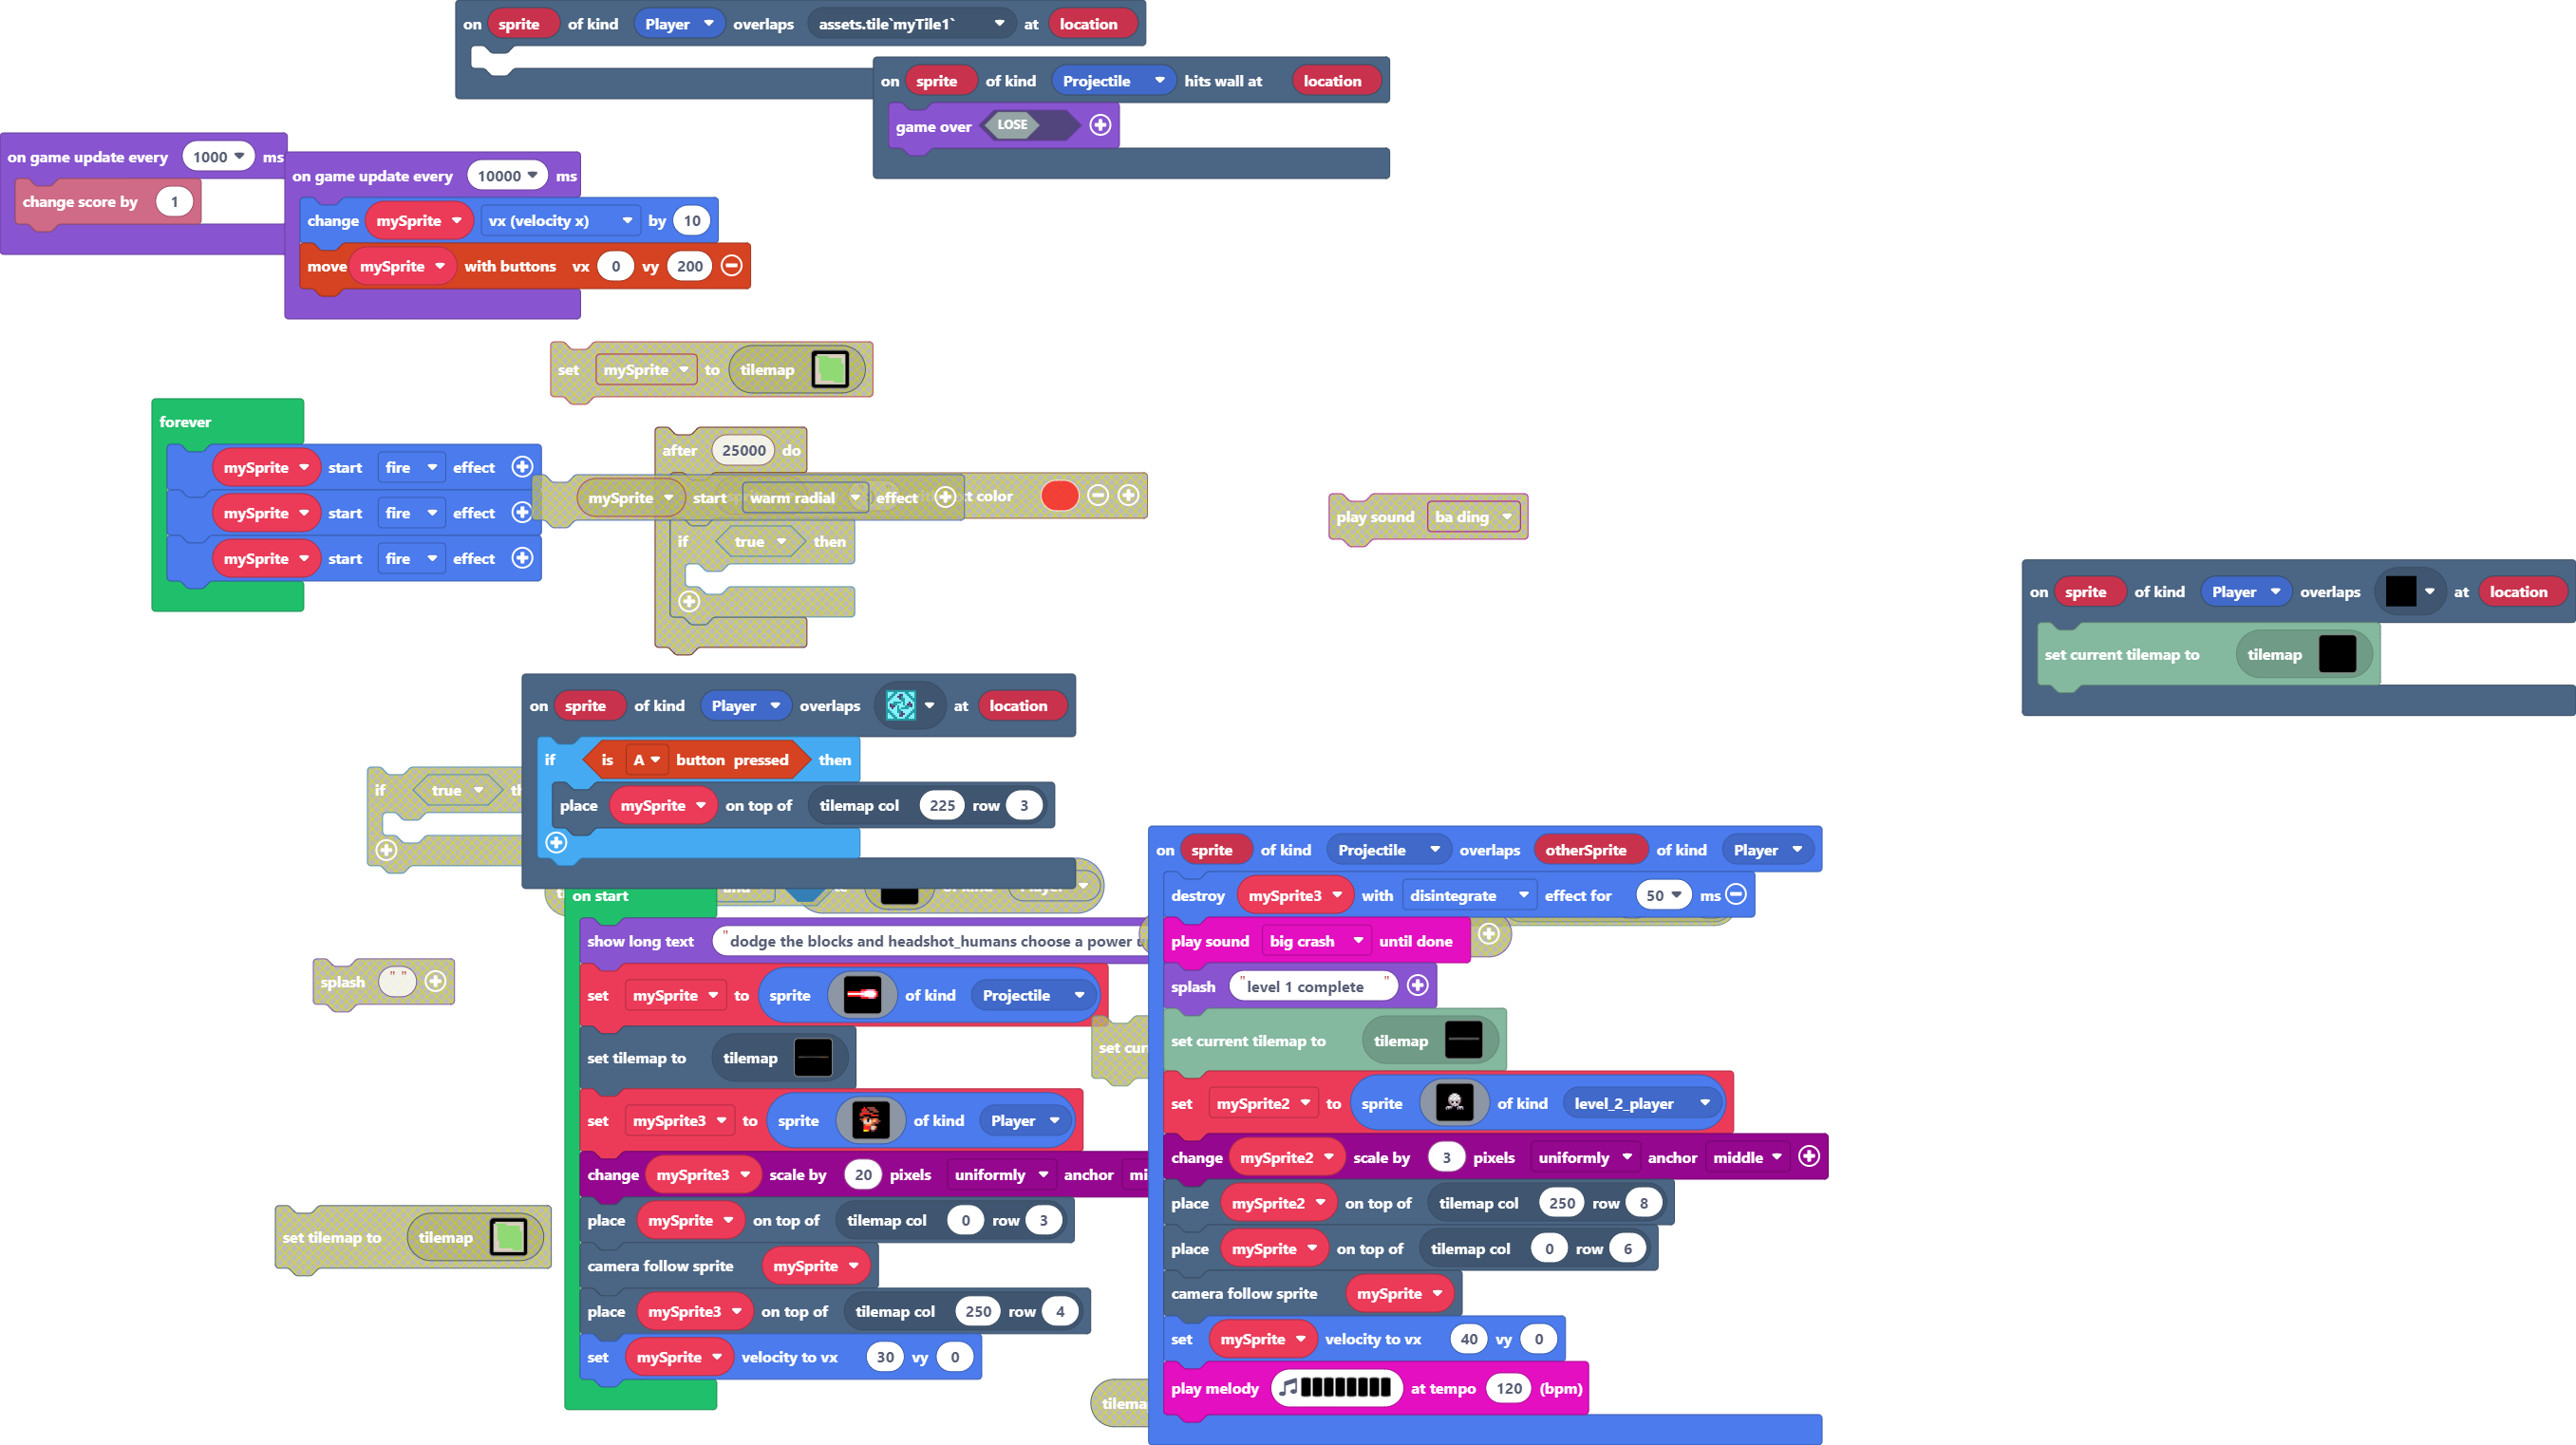 on sprite of kind Player overlaps assets.tile`myTile1` at location
on sprite of kind Projectile hits wall at location
game over LOSE
on game update every 1000 ms
change score by 1
on game update every 10000 ms
change mySprite vx (velocity x) by 10
move mySprite with buttons vx 0 vy 200
set mySprite to tilemap
forever
mySprite start fire effect
mySprite start fire effect
mySprite start fire effect
after 25000 do
mySprite start warm radial effect
color
if true then
play sound ba ding
on sprite of kind Player overlaps at location
set current tilemap to tilemap
on sprite of kind Player overlaps at location
if is A button pressed then
place mySprite on top of tilemap col 225 row 3
if true
splash " "
set tilemap to tilemap
on start
show long text "dodge the blocks and headshot_humans choose a power
set mySprite to sprite of kind Projectile
set tilemap to tilemap
set mySprite3 to sprite of kind Player
change mySprite3 scale by 20 pixels uniformly anchor
place mySprite on top of tilemap col 0 row 3
camera follow sprite mySprite
place mySprite3 on top of tilemap col 250 row 4
set mySprite velocity to vx 30 vy 0
on sprite of kind Projectile overlaps otherSprite of kind Player
destroy mySprite3 with disintegrate effect for 50 ms
play sound big crash until done
splash "level 1 complete "
set current tilemap to tilemap
set mySprite2 to sprite of kind level_2_player
change mySprite2 scale by 3 pixels uniformly anchor middle
place mySprite2 on top of tilemap col 250 row 8
place mySprite on top of tilemap col 0 row 6
camera follow sprite mySprite
set mySprite velocity to vx 40 vy 0
play melody at tempo 120 (bpm)